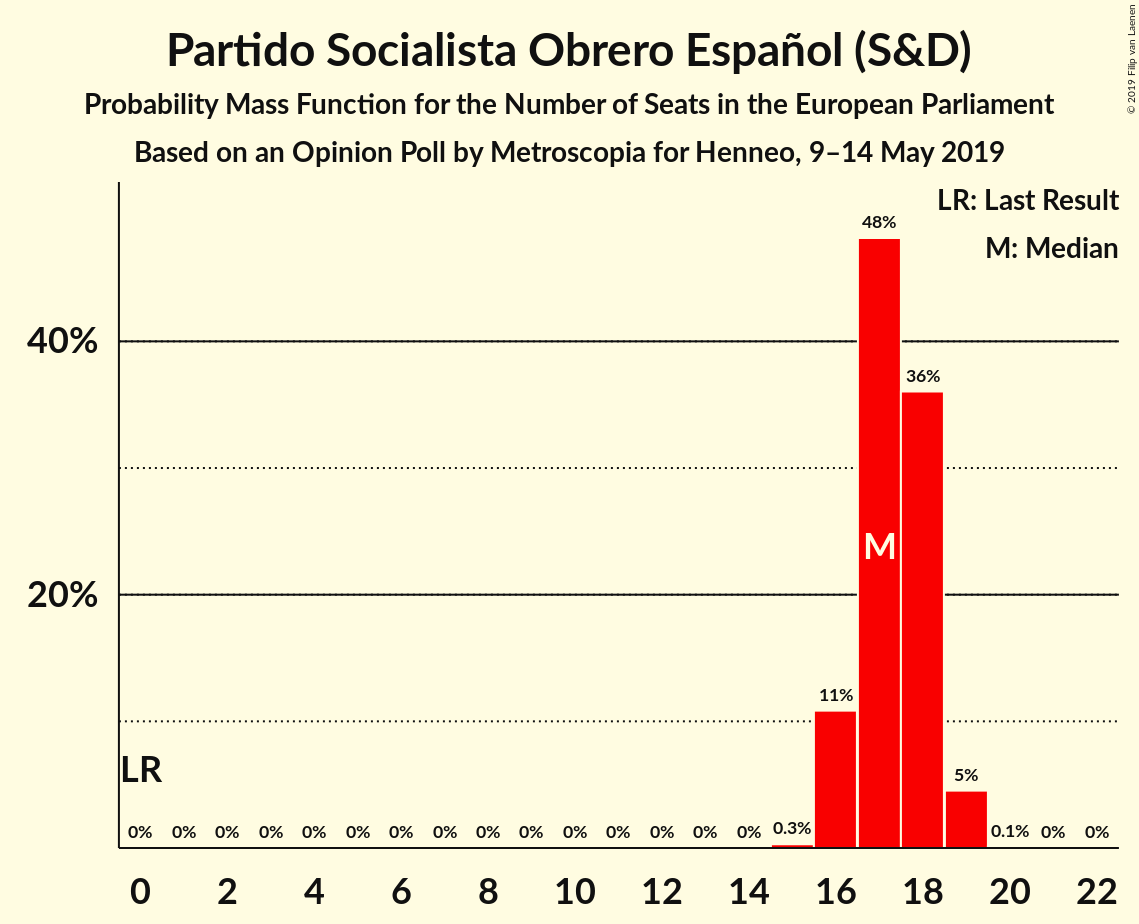 Partido Socialista Obrero Español (S&D)
Probability Mass Function for the Number of Seats in the European Parliament
Based on an Opinion Poll by Metroscopia for Henneo, 9–14 May 2019
© 2019 Filip van Laenen
LR: Last Result
M: Median
48%
40%
36%
M
20%
11%
LR
5%
0% 0% 0% 0% 0% 0% 0% 0% 0% 0% 0% 0% 0% 0% 0% 0.3% 0.1% 0% 0%
0 2 4 6 8 10 12 14 16 18 20 22